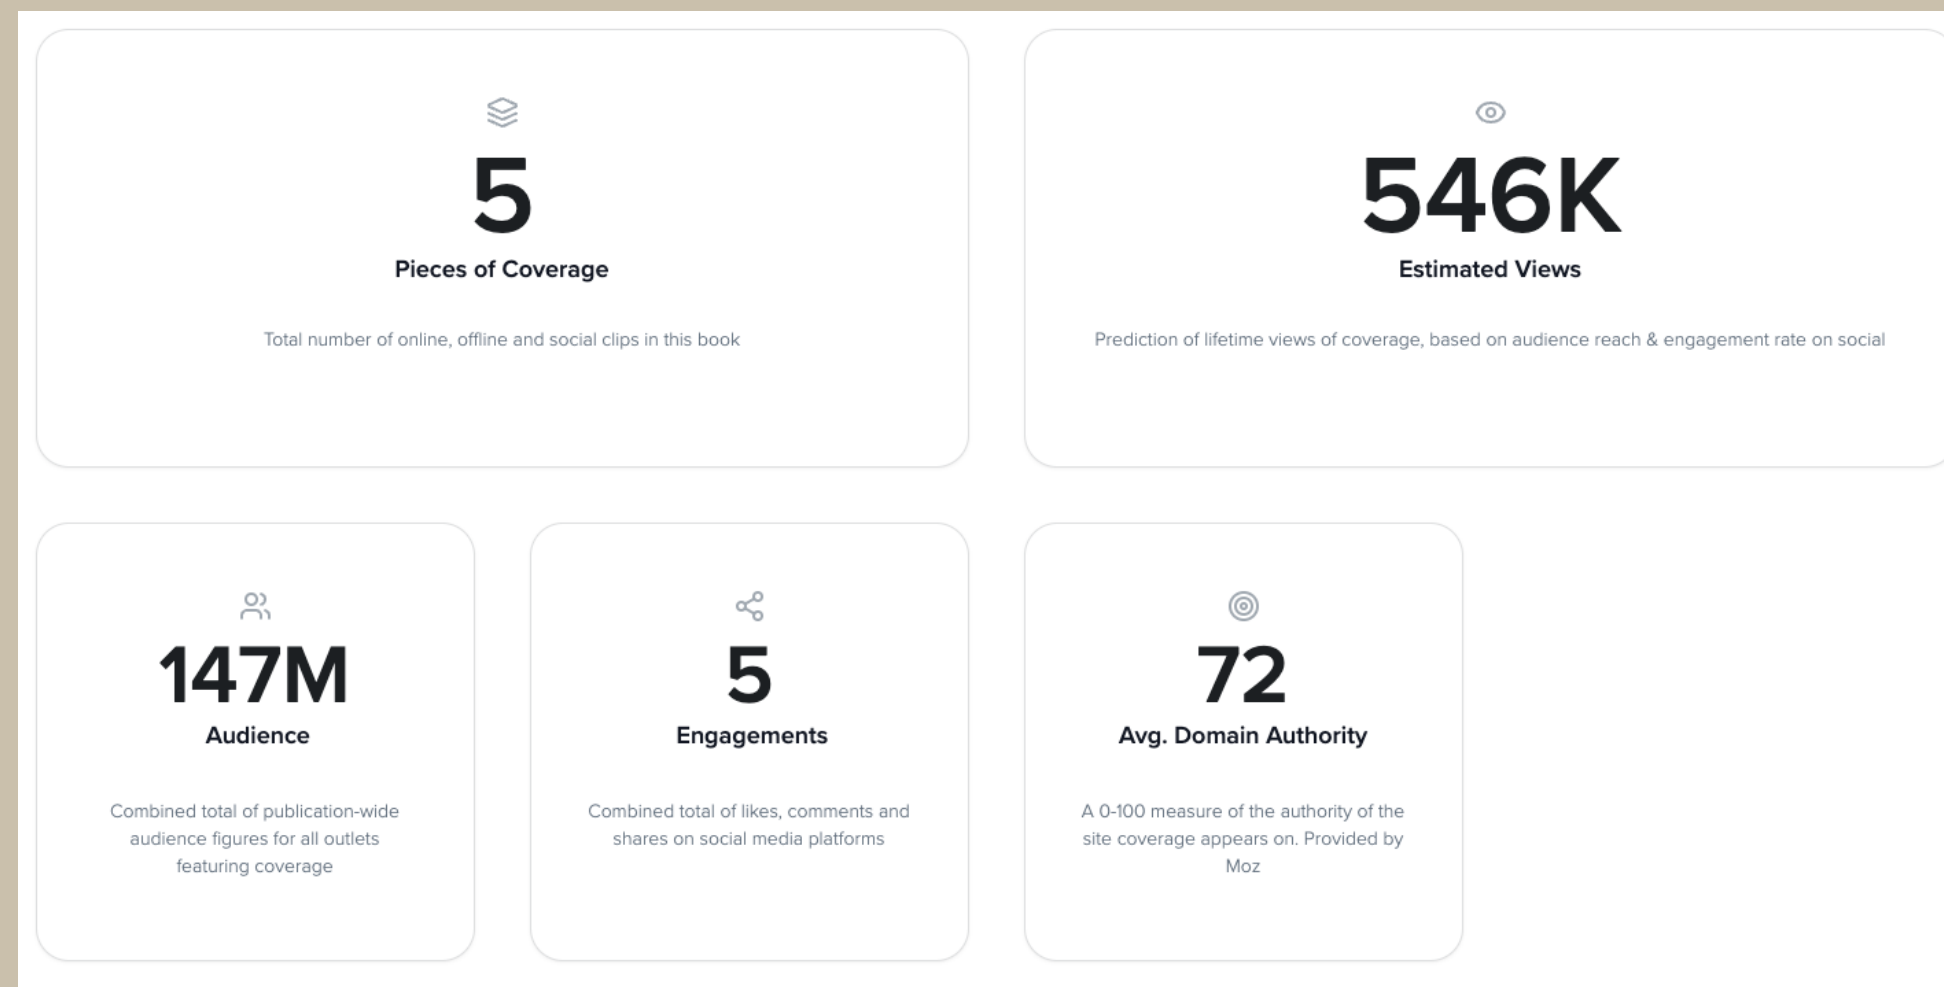 5
Pieces of Coverage
Total number of online, offline and social clips in this book
546K
Estimated Views
Prediction of lifetime views of coverage, based on audience reach & engagement rate on social
147M
Audience
Combined total of publication-wide
audience figures for all outlets
featuring coverage
5
Engagements
Combined total of likes, comments and
shares on social media platforms
72
Avg. Domain Authority
A 0-100 measure of the authority of the
site coverage appears on. Provided by
Moz